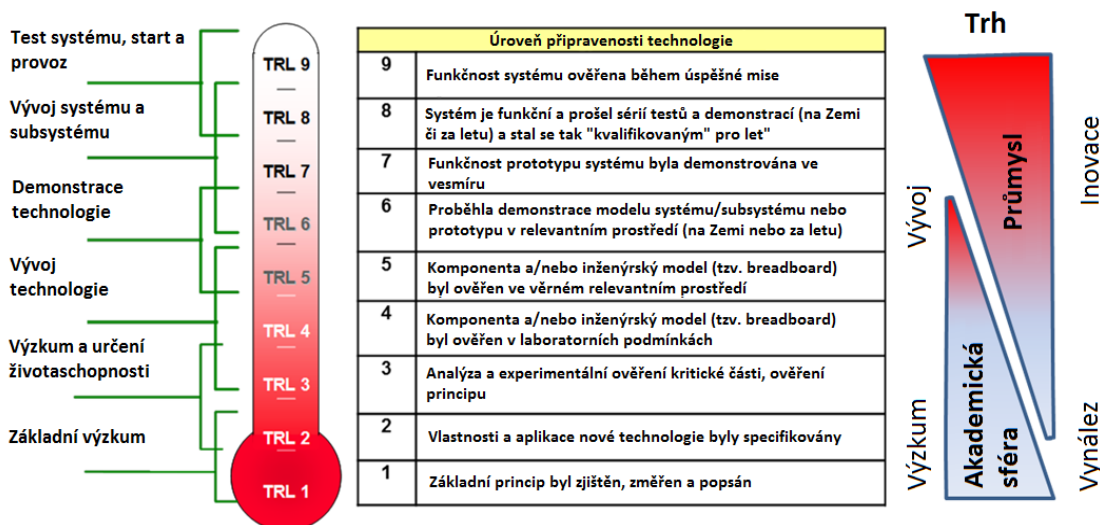 Test systému, start a
provoz
Vývoj systému a
subsystému
Demonstrace
technologie
Vývoj
technologie
Výzkum a určení
životaschopnosti
Základní výzkum
TRL 9
TRL 8
TRL 7
TRL 6
TRL 5
TRL 4
TRL 3
TRL 2
TRL 1
Úroveň připravenosti technologie
9
Funkčnost systému ověřena během úspěšné mise
8
Systém je funkční a prošel sérií testů a demonstrací (na Zemi
či za letu) a stal se tak "kvalifikovaným" pro let"
7
Funkčnost prototypu systému byla demonstrována ve
vesmíru
6
Proběhla demonstrace modelu systému/subsystému nebo
prototypu v relevantním prostředí (na Zemi nebo za letu)
5
Komponenta a/nebo inženýrský model (tzv. breadboard)
byl ověřen ve věrném relevantním prostředí
4
Komponenta a/nebo inženýrský model (tzv. breadboard)
byl ověřen v laboratorních podmínkách
3
Analýza a experimentální ověření kritické části, ověření
principu
2
Vlastnosti a aplikace nové technologie byly specifikovány
1
Základní princip byl zjištěn, změřen a popsán
Trh
Vývoj
Výzkum
Průmysl
Akademická
sféra
Inovace
Vynález